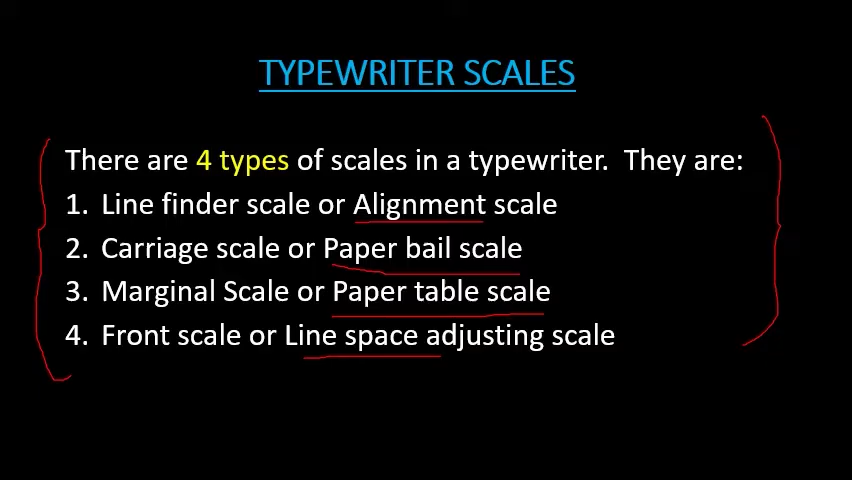 TYPEWRITER SCALES
There are 4 types of scales in a typewriter. They are:
1. Line finder scale or Alignment scale
2. Carriage scale or Paper bail scale
3. Marginal Scale or Paper table scale
4. Front scale or Line space adjusting scale